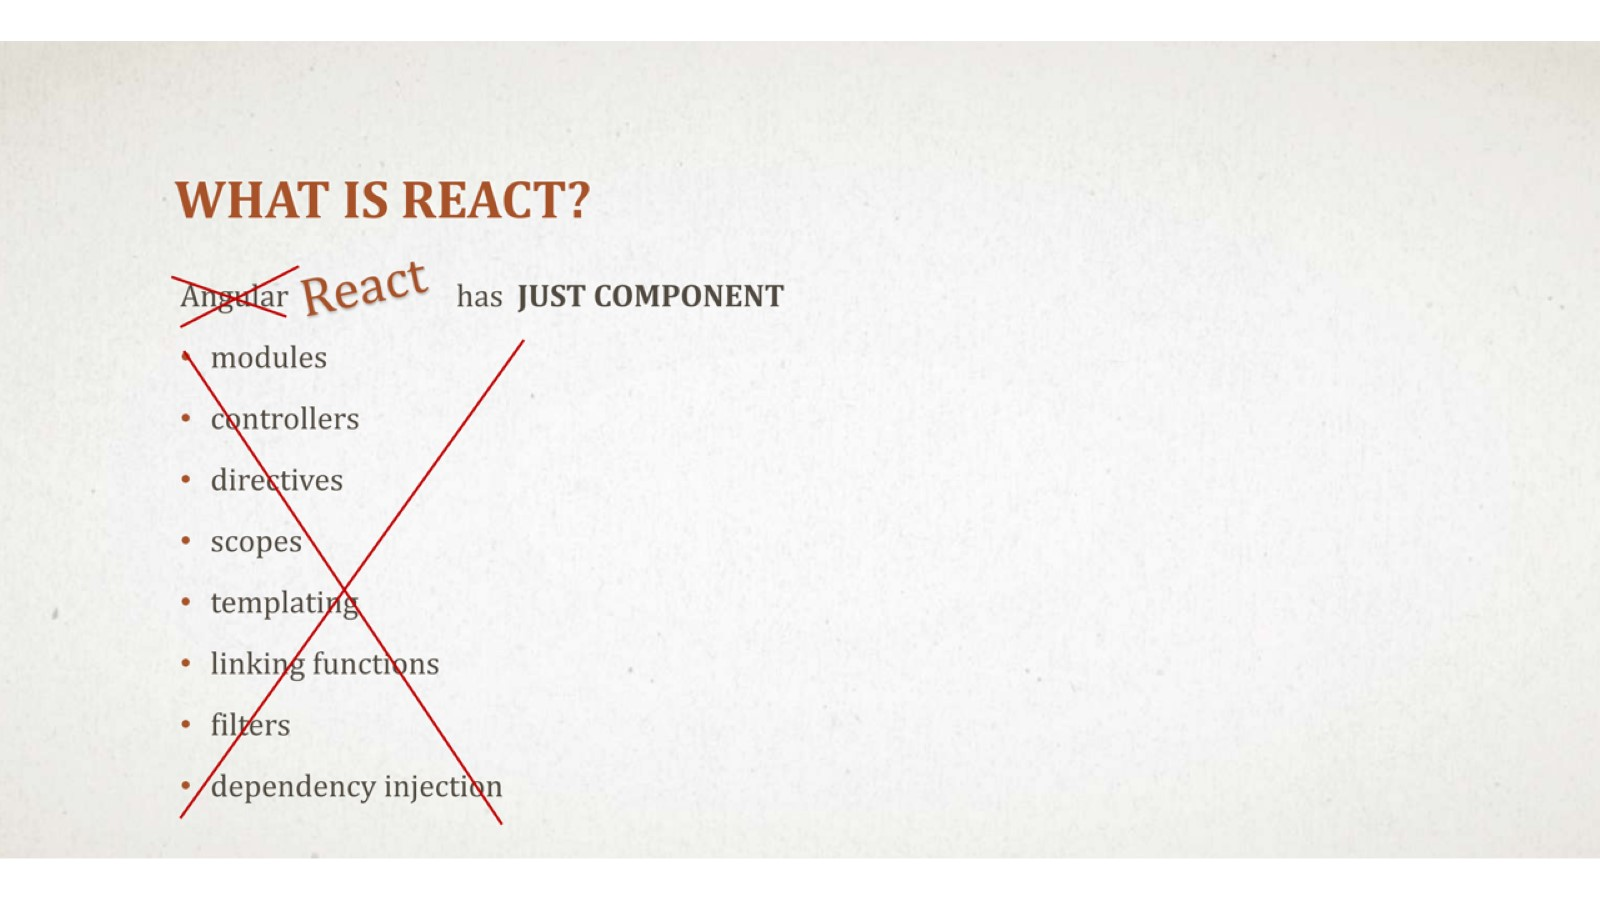 WHAT IS REACT?
Angular React has JUST COMPONENT
• modules
• controllers
• directives
• scopes
• templating
• linking functions
• filters
• dependency injection